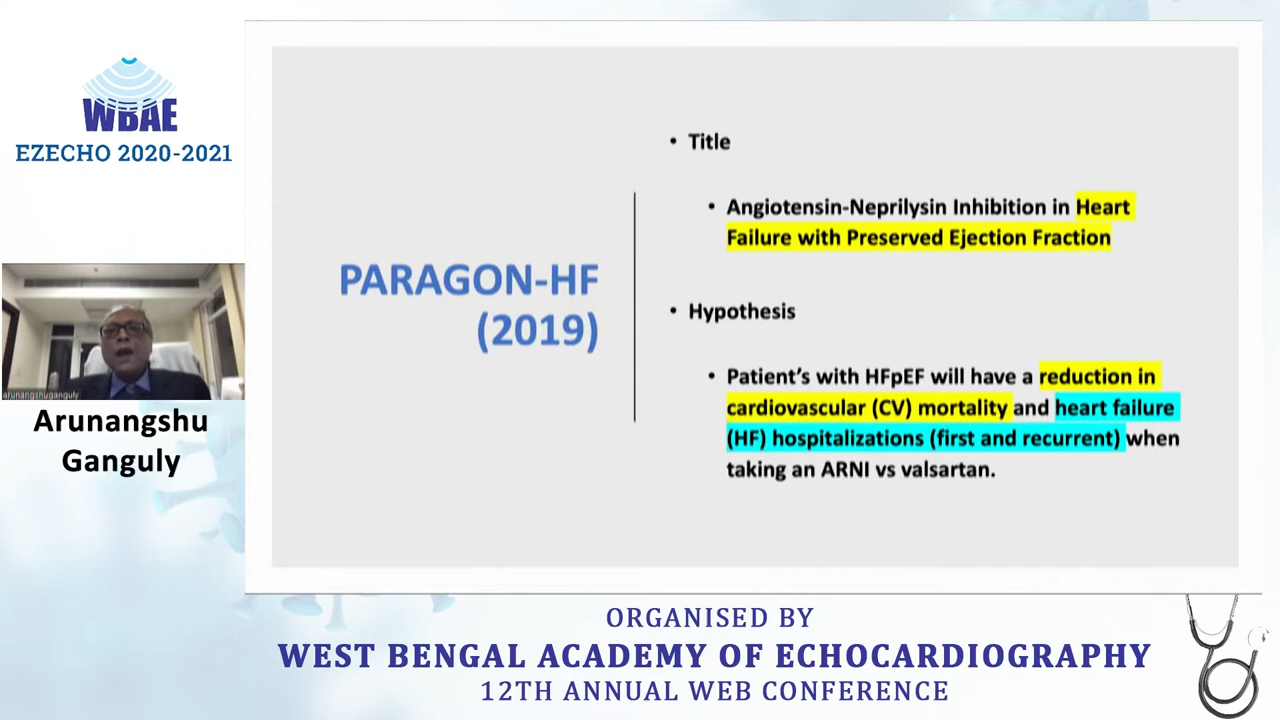 WBAE
EZECHO 2020-2021
arunangshuganguly
Arunangshu
Ganguly
PARAGON-HF
(2019)
• Title
• Angiotensin-Neprilysin Inhibition in Heart
Failure with Preserved Ejection Fraction
• Hypothesis
• Patient's with HFpEF will have a reduction in
cardiovascular (CV) mortality and heart failure
(HF) hospitalizations (first and recurrent) when
taking an ARNI vs valsartan.
ORGANISED BY
WEST BENGAL ACADEMY OF ECHOCARDIOGRAPHY
12TH ANNUAL WEB CONFERENCE